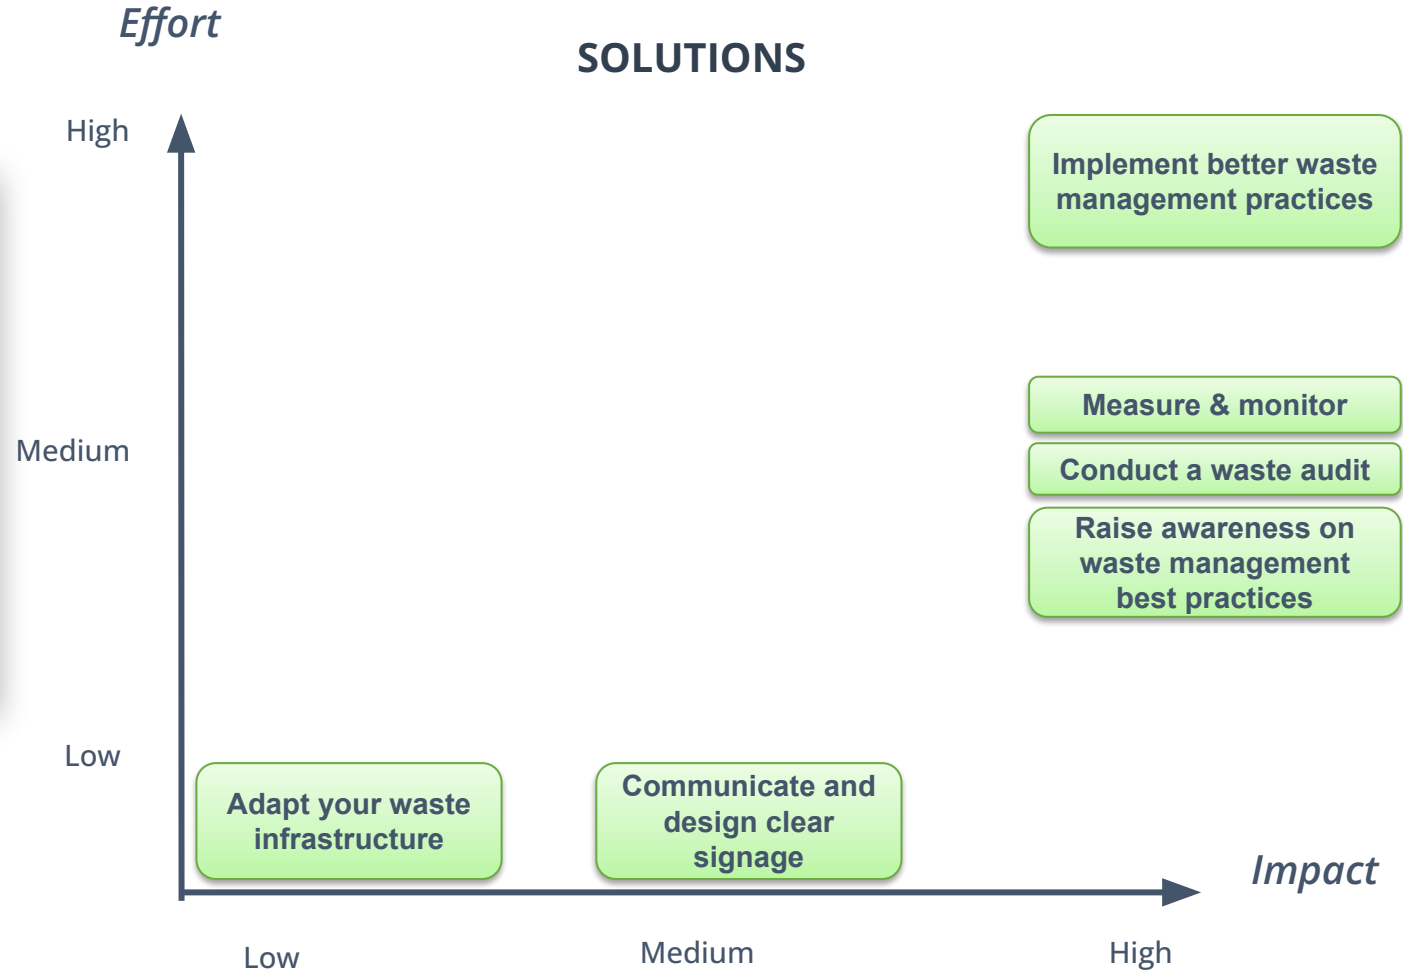 Effort
SOLUTIONS
High
Implement better waste
management practices
Measure & monitor
Medium
Conduct a waste audit
Raise awareness on
waste management
best practices
Low
Adapt your waste
infrastructure
Communicate and
design clear
signage
Impact
Low
Medium
High